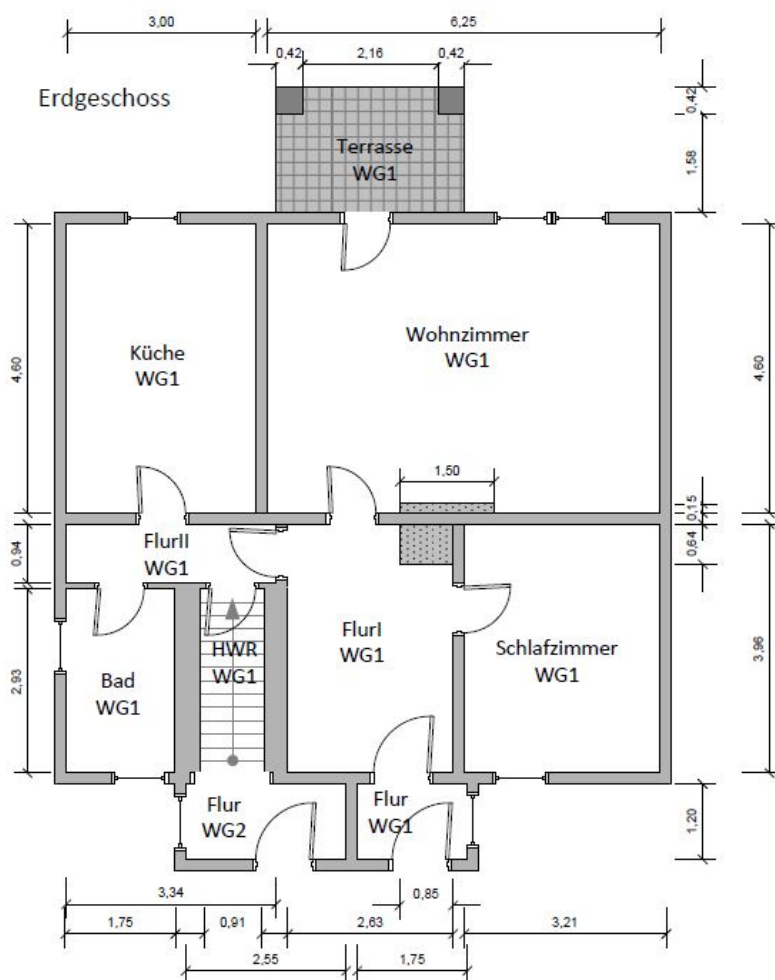 3,00
6,25
0,42
2,16
0,42
Erdgeschoss
0,42
Terrasse
WG1
1,58
Wohnzimmer
WG1
Küche
WG1
4,60
4,60
1,50
0,15
FlurII
WG1
0,94
0,64
FlurI
WG1
HWR
WG1
Schlafzimmer
WG1
Bad
WG1
2,93
3,96
Flur
WG2
Flur
WG1
1,20
3,34
0,85
1,75
0,91
2,63
3,21
2,55
1,75